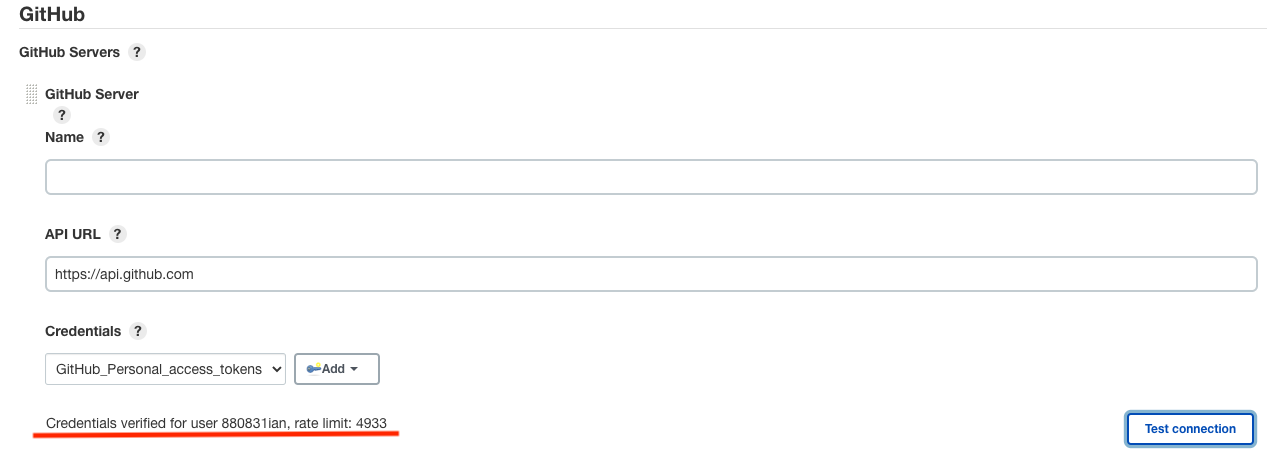 GitHub
GitHub Servers ?
GitHub Server
?
Name ?
API URL ?
https://api.github.com
Credentials ?
GitHub_Personal_access_tokens Add
Credentials verified for user 880831ian, rate limit: 4933
Test connection